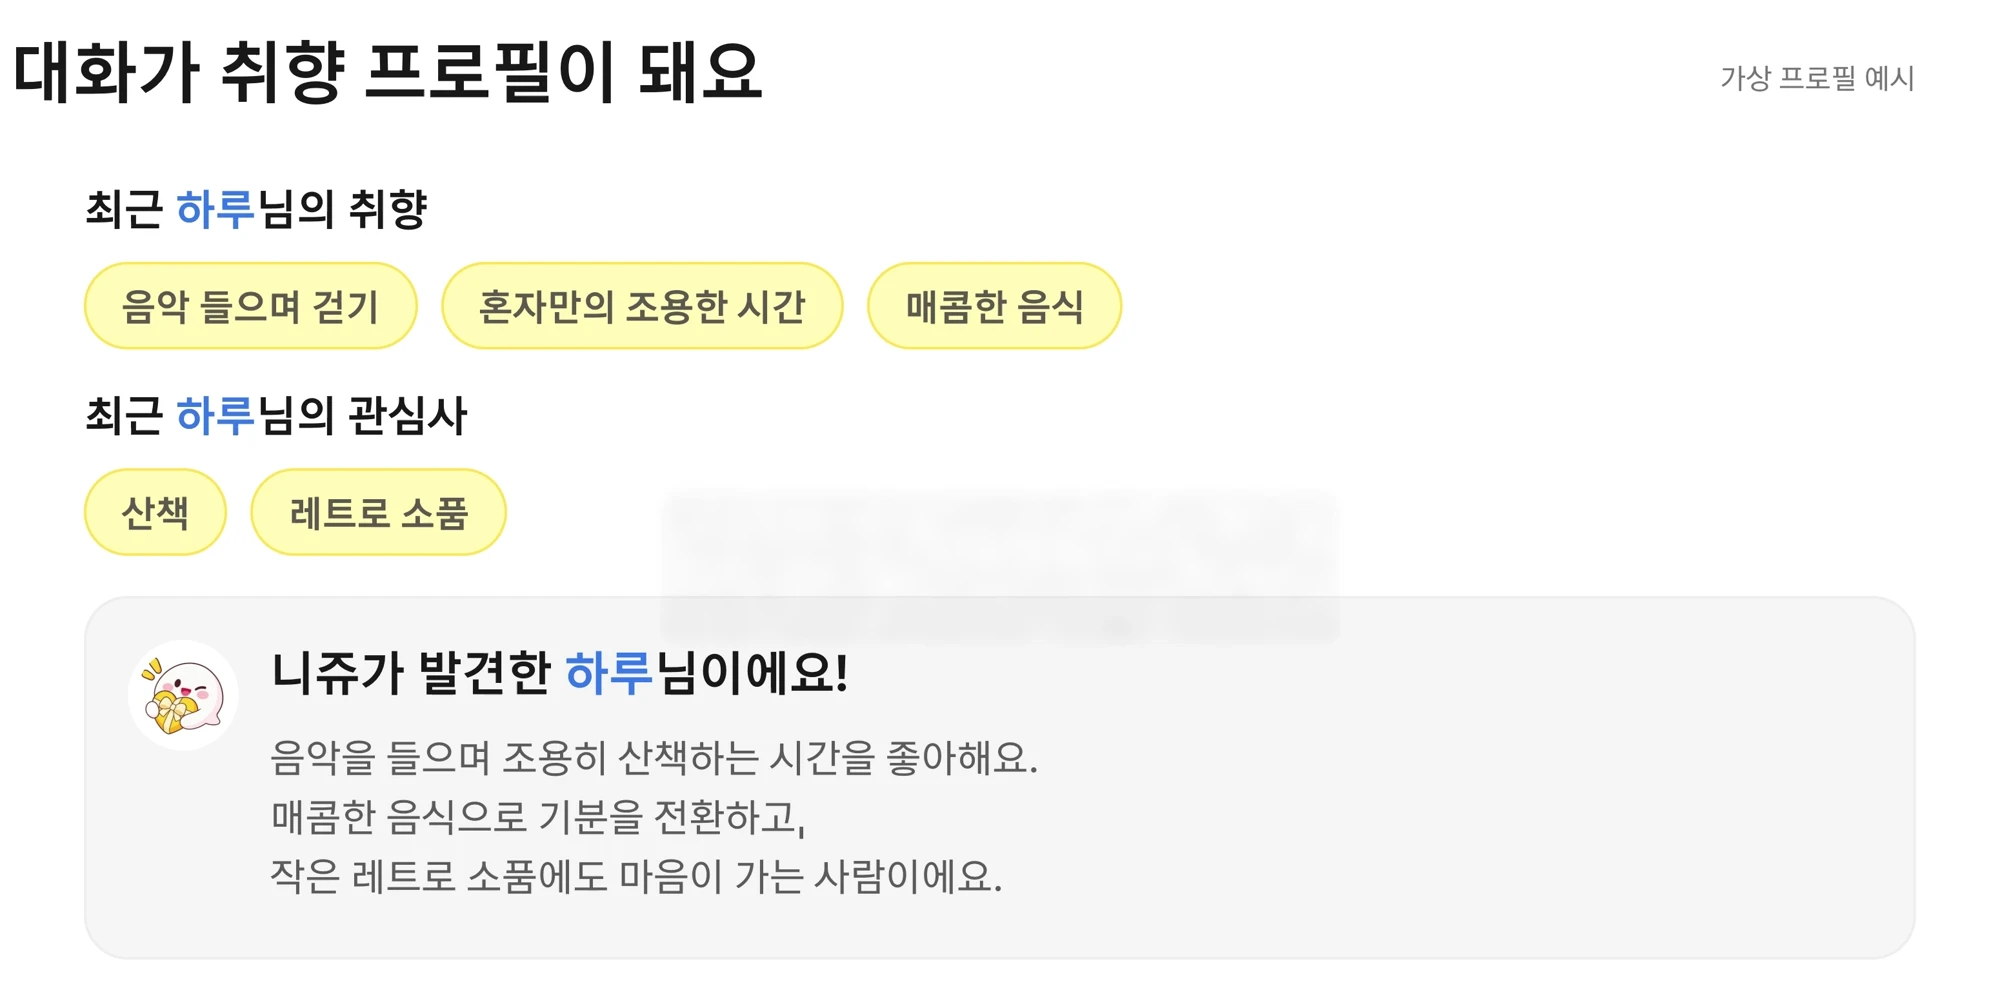 대화가 취향 프로필이 돼요
가상 프로필 예시
최근 하루님의 취향
음악 들으며 걷기
혼자만의 조용한 시간
매콤한 음식
최근 하루님의 관심사
산책
레트로 소품
니쥬가 발견한 하루님이에요!
음악을 들으며 조용히 산책하는 시간을 좋아해요.
매콤한 음식으로 기분을 전환하고,
작은 레트로 소품에도 마음이 가는 사람이에요.